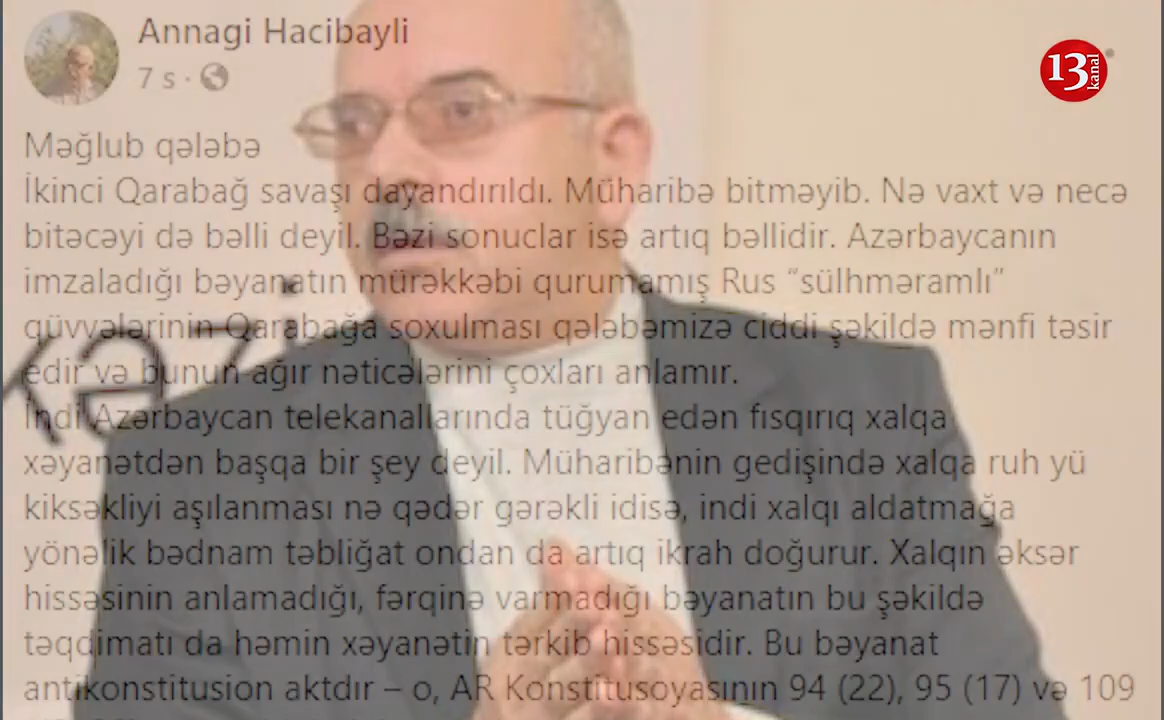 Annagi Hacibayli
13 kanal
7 s ·
Məğlub qələbə
İkinci Qarabağ savaşı dayandırıldı. Müharibə bitməyib. Nə vaxt və necə
bitəcəyi də bəlli deyil. Bəzi sonuclar isə artıq bəllidir. Azərbaycanın
imzaladığı bəyanatın mürəkkəbi qurumamış Rus “sülhməramlı”
qüvvələrinin Qarabağa soxulması qələbəmizə ciddi şəkildə mənfi təsir
edir və bunun ağır nəticələrini çoxları anlamır.
İndi Azərbaycan telekanallarında tüğyan edən fısqırıq xalqa
xəyanətdən başqa bir şey deyil. Müharibənin gedişində xalqa ruh yü
kiksəkliyi aşılanması nə qədər gərəkli idisə, indi xalqı aldatmağa
yönəlik bədnam təbliğat ondan da artıq ikrah doğurur. Xalqın əksər
hissəsinin anlamadığı, fərqinə varmadığı bəyanatın bu şəkildə
təqdimatı da həmin xəyanətin tərkib hissəsidir. Bu bəyanat
antikonstitusion aktdır – o, AR Konstitusoyasının 94 (22), 95 (17) və 109